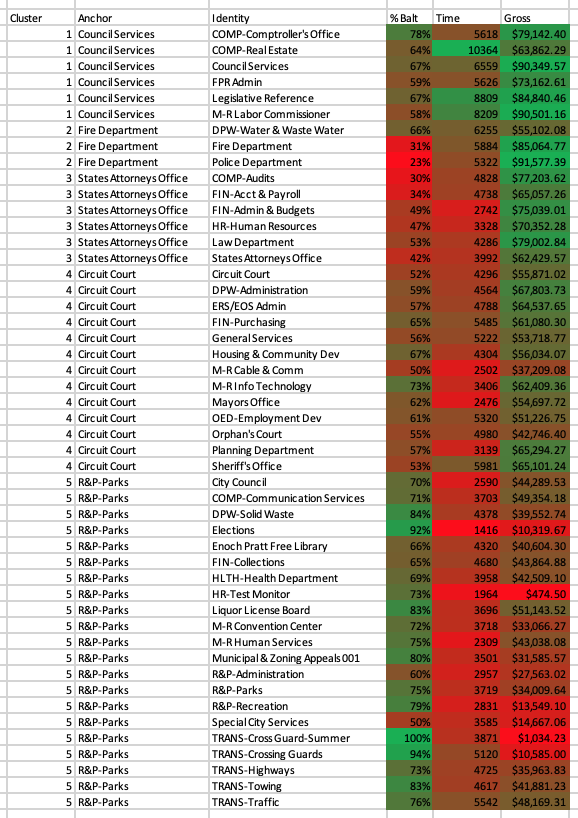 Cluster Anchor Identity % Balt Time Gross
1 Council Services COMP-Comptroller's Office 78% 5618 $79,142.40
1 Council Services COMP-Real Estate 64% 10364 $63,862.29
1 Council Services Council Services 67% 6559 $90,349.57
1 Council Services FPR Admin 59% 5626 $73,162.61
1 Council Services Legislative Reference 67% 8809 $84,840.46
1 Council Services M-R Labor Commissioner 58% 8209 $90,501.16
2 Fire Department DPW-Water & Waste Water 66% 6255 $55,102.08
2 Fire Department Fire Department 31% 5884 $85,064.77
2 Fire Department Police Department 23% 5322 $91,577.39
3 States Attorneys Office COMP-Audits 30% 4828 $77,203.62
3 States Attorneys Office FIN-Acct & Payroll 34% 4738 $65,057.26
3 States Attorneys Office FIN-Admin & Budgets 49% 2742 $75,039.01
3 States Attorneys Office HR-Human Resources 47% 3328 $70,352.28
3 States Attorneys Office Law Department 53% 4286 $79,002.84
3 States Attorneys Office States Attorneys Office 42% 3992 $62,429.57
4 Circuit Court Circuit Court 52% 4296 $55,871.02
4 Circuit Court DPW-Administration 59% 4564 $67,803.73
4 Circuit Court ERS/EOS Admin 57% 4788 $64,537.65
4 Circuit Court FIN-Purchasing 65% 5485 $61,080.30
4 Circuit Court General Services 56% 5222 $53,718.77
4 Circuit Court Housing & Community Dev 67% 4304 $56,034.07
4 Circuit Court M-R Cable & Comm 50% 2502 $37,209.08
4 Circuit Court M-R Info Technology 73% 3406 $62,409.36
4 Circuit Court Mayors Office 62% 2476 $54,697.72
4 Circuit Court OED-Employment Dev 61% 5320 $51,226.75
4 Circuit Court Orphan's Court 55% 4980 $42,746.40
4 Circuit Court Planning Department 57% 3139 $65,294.27
4 Circuit Court Sheriff's Office 53% 5981 $65,101.24
5 R&P-Parks City Council 70% 2590 $44,289.53
5 R&P-Parks COMP-Communication Services 71% 3703 $49,354.18
5 R&P-Parks DPW-Solid Waste 84% 4378 $39,552.74
5 R&P-Parks Elections 92% 1416 $10,319.67
5 R&P-Parks Enoch Pratt Free Library 66% 4320 $40,604.30
5 R&P-Parks FIN-Collections 65% 4680 $43,864.88
5 R&P-Parks HLTH-Health Department 69% 3958 $42,509.10
5 R&P-Parks HR-Test Monitor 73% 1964 $474.50
5 R&P-Parks Liquor License Board 83% 3696 $51,143.52
5 R&P-Parks M-R Convention Center 72% 3718 $33,066.27
5 R&P-Parks M-R Human Services 75% 2309 $43,038.08
5 R&P-Parks Municipal & Zoning Appeals 001 80% 3501 $31,585.57
5 R&P-Parks R&P-Administration 60% 2957 $27,563.02
5 R&P-Parks R&P-Parks 75% 3719 $34,009.64
5 R&P-Parks R&P-Recreation 79% 2831 $13,549.10
5 R&P-Parks Special City Services 50% 3585 $14,667.06
5 R&P-Parks TRANS-Cross Guard-Summer 100% 3871 $1,034.23
5 R&P-Parks TRANS-Crossing Guards 94% 5120 $10,585.00
5 R&P-Parks TRANS-Highways 73% 4725 $35,963.83
5 R&P-Parks TRANS-Towing 83% 4617 $41,881.23
5 R&P-Parks TRANS-Traffic 76% 5542 $48,169.31